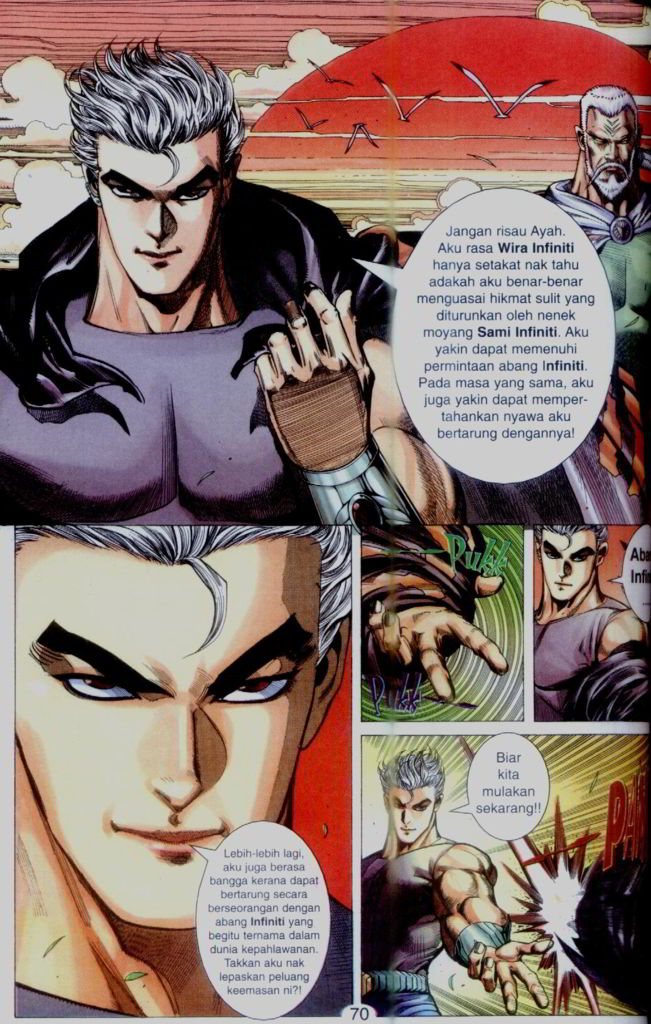 Jangan risau Ayah.
Aku rasa Wira Infiniti
hanya setakat nak tahu
adakah aku benar-benar
menguasai hikmat sulit yang
diturunkan oleh nenek
moyang Sami Infiniti. Aku
yakin dapat memenuhi
permintaan abang Infiniti.
Pada masa yang sama, aku
juga yakin dapat memper-
tahankan nyawa aku
bertarung dengannya!
Lebih-lebih lagi,
aku juga berasa
bangga kerana dapat
bertarung secara
berseorangan dengan
abang Infiniti yang
begitu ternama dalam
dunia kepahlawanan.
Takkan aku nak
lepaskan peluang
keemasan ni?!
Pukk
Pukk
Biar
kita
mulakan
sekarang!!
70